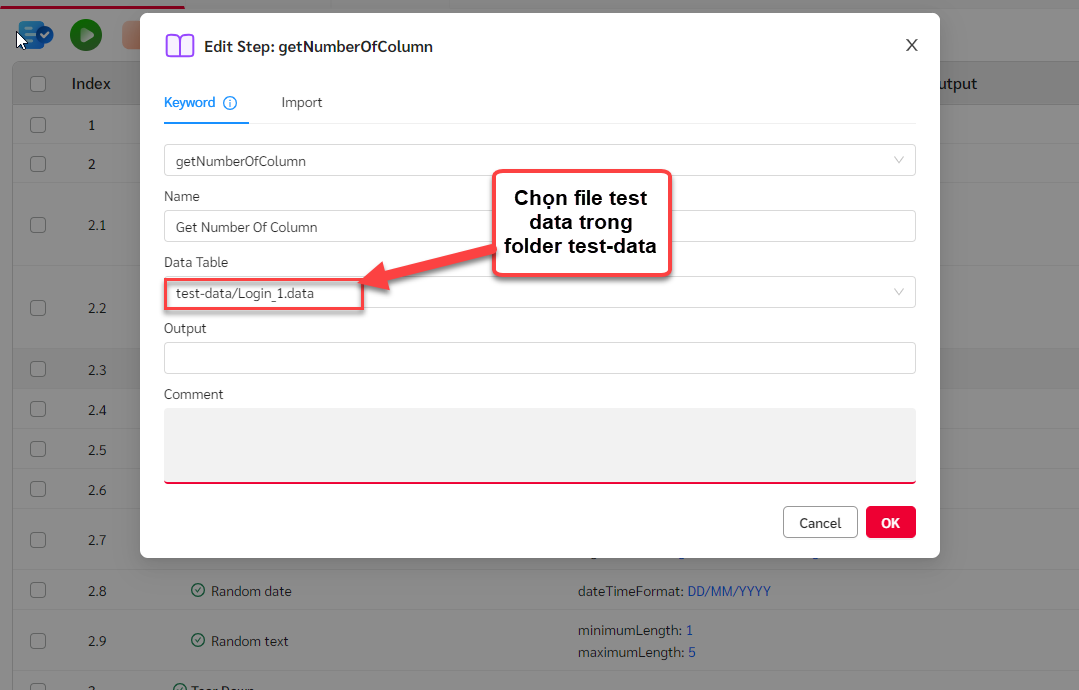 Edit Step: getNumberOfColumn
Keyword
Import
Index
1
2
2.1
2.2
2.3
2.4
2.5
2.6
2.7
2.8
2.9
getNumberOfColumn
Name
Get Number Of Column
Chọn file test
data trong
folder test-data
Data Table
test-data/Login_1.data
Output
Comment
Cancel
OK
Random date
dateTimeFormat: DD/MM/YYYY
Random text
minimumLength: 1
maximumLength: 5